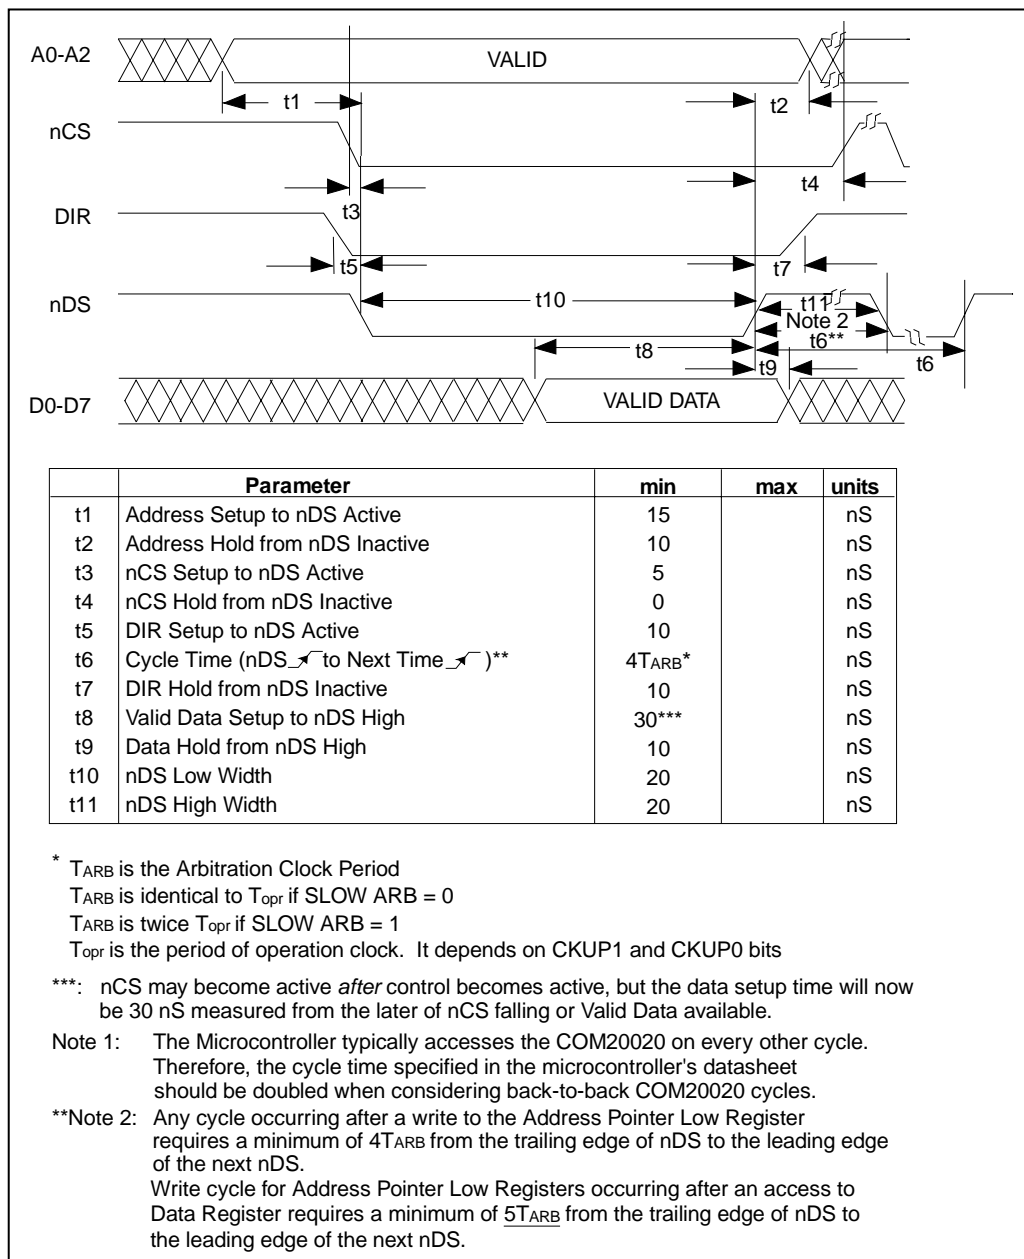 A0-A2
VALID
t1
t2
nCS
t4
t3
DIR
t5
t7
nDS
t10
t11
Note 2
t6**
t8
t6
t9
D0-D7
VALID DATA
Parameter min max units
t1 Address Setup to nDS Active 15 nS
t2 Address Hold from nDS Inactive 10 nS
t3 nCS Setup to nDS Active 5 nS
t4 nCS Hold from nDS Inactive 0 nS
t5 DIR Setup to nDS Active 10 nS
t6 Cycle Time (nDS to Next Time )** 4TARB* nS
t7 DIR Hold from nDS Inactive 10 nS
t8 Valid Data Setup to nDS High 30*** nS
t9 Data Hold from nDS High 10 nS
t10 nDS Low Width 20 nS
t11 nDS High Width 20 nS
* TARB is the Arbitration Clock Period
TARB is identical to Topr if SLOW ARB = 0
TARB is twice Topr if SLOW ARB = 1
Topr is the period of operation clock. It depends on CKUP1 and CKUP0 bits
***: nCS may become active after control becomes active, but the data setup time will now
be 30 nS measured from the later of nCS falling or Valid Data available.
Note 1: The Microcontroller typically accesses the COM20020 on every other cycle.
Therefore, the cycle time specified in the microcontroller's datasheet
should be doubled when considering back-to-back COM20020 cycles.
**Note 2: Any cycle occurring after a write to the Address Pointer Low Register
requires a minimum of 4TARB from the trailing edge of nDS to the leading edge
of the next nDS.
Write cycle for Address Pointer Low Registers occurring after an access to
Data Register requires a minimum of 5TARB from the trailing edge of nDS to
the leading edge of the next nDS.